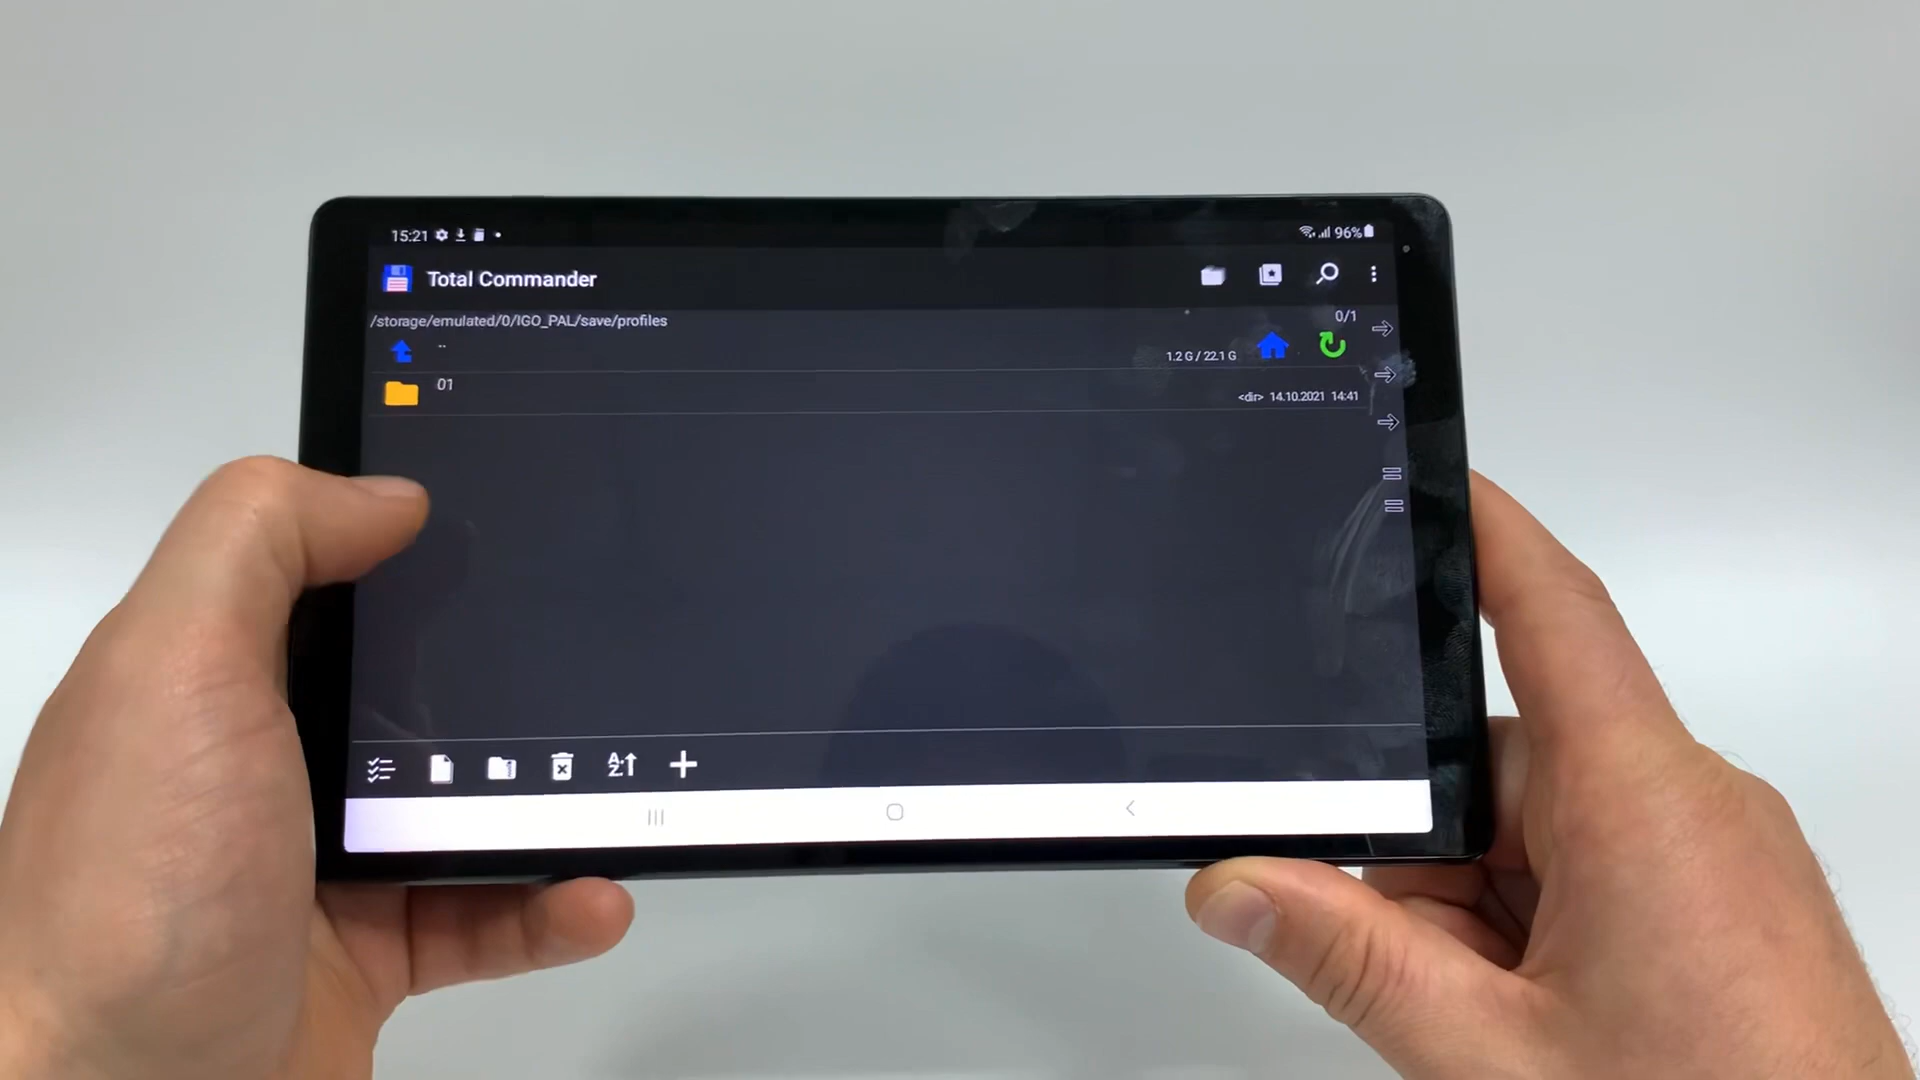 15:21
96%
Total Commander
/storage/emulated/0/IGO_PAL/save/profiles
0/1
..
1.2 G / 22.1 G
01
<dir> 14.10.2021 14:41